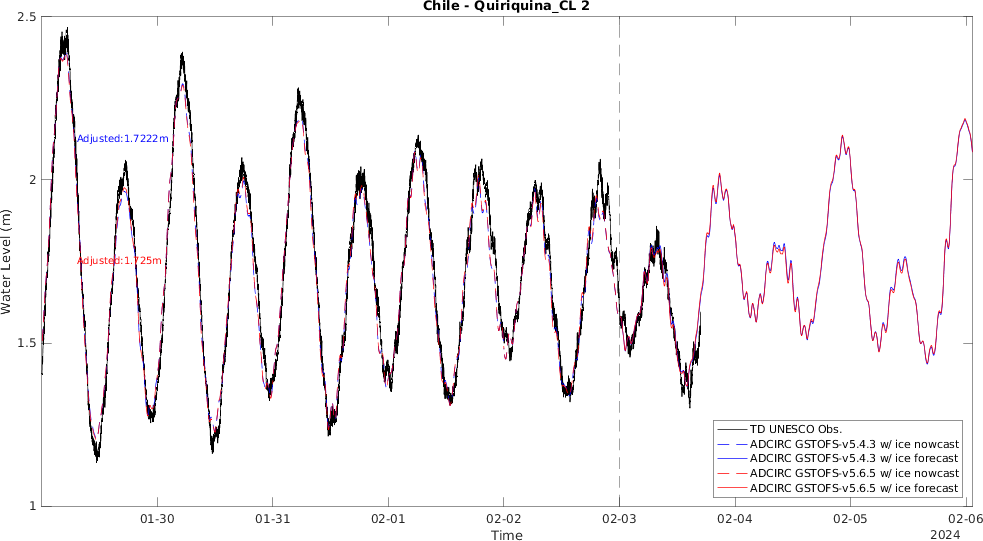 Chile - Quiriquina_CL 2
2.5
2
1.5
1
Water Level (m)
Adjusted:1.7222m
Adjusted:1.725m
TD UNESCO Obs.
ADCIRC GSTOFS-v5.4.3 w/ ice nowcast
ADCIRC GSTOFS-v5.4.3 w/ ice forecast
ADCIRC GSTOFS-v5.6.5 w/ ice nowcast
ADCIRC GSTOFS-v5.6.5 w/ ice forecast
01-30 01-31 02-01 02-02 02-03 02-04 02-05 02-06
Time
2024